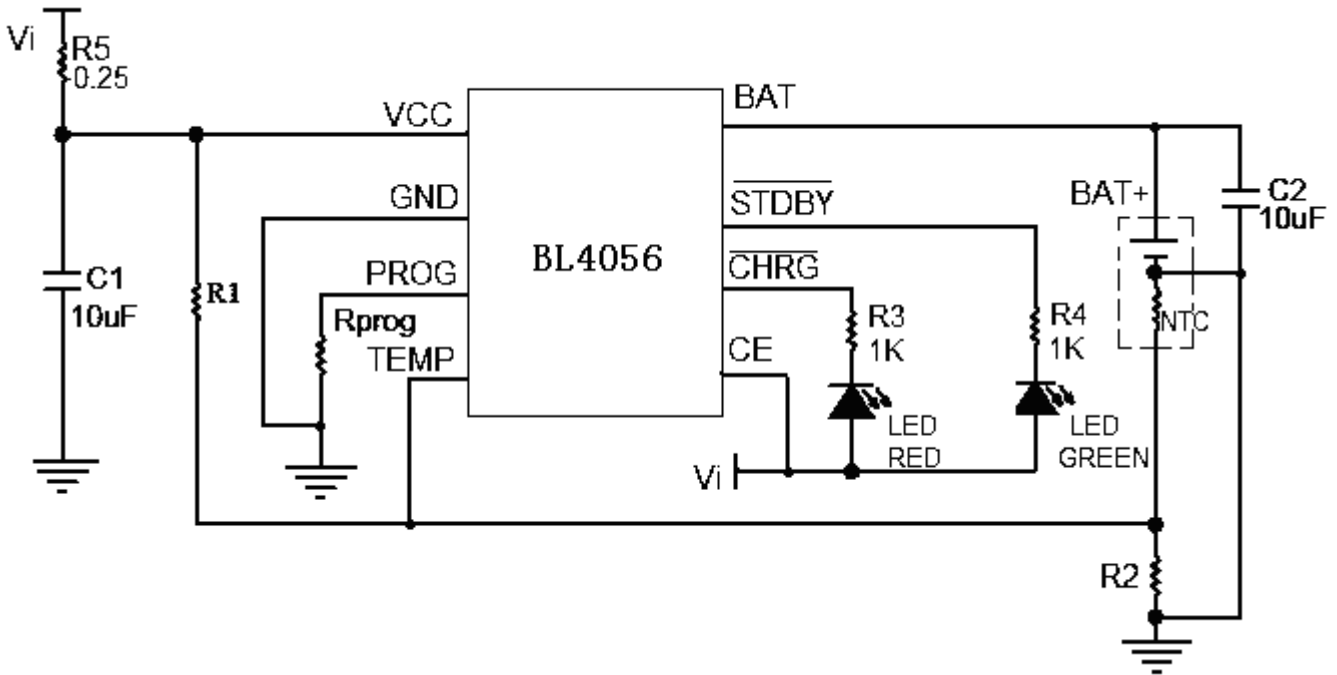 Vi
R5
0.25
VCC
GND
PROG
Rprog
TEMP
C1
10uF
R1
BL4056
BAT
STDBY
CHRG
CE
R3
1K
LED
RED
R4
1K
LED
GREEN
Vi
BAT+
NTC
C2
10uF
R2